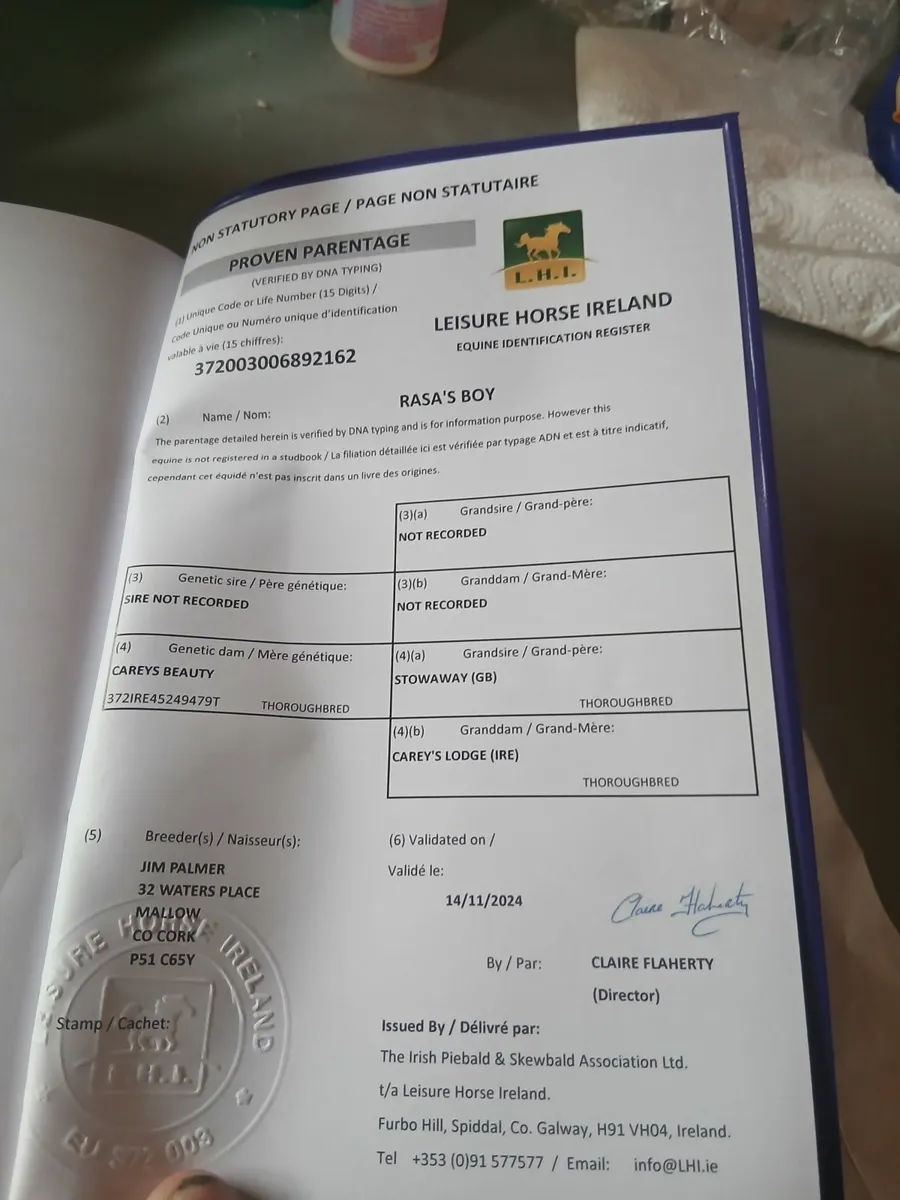 NON STATUTORY PAGE / PAGE NON STATUTAIRE
PROVEN PARENTAGE
(VERIFIED BY DNA TYPING)
L.H.I.
(1) Unique Code or Life Number (15 Digits) /
Code Unique ou Numéro unique d'identification
valable à vie (15 chiffres):
372003006892162
LEISURE HORSE IRELAND
EQUINE IDENTIFICATION REGISTER
(2) Name / Nom: RASA'S BOY
The parentage detailed herein is verified by DNA typing and is for information purpose. However this
equine is not registered in a studbook / La filiation détaillée ici est vérifiée par typage ADN et est à titre indicatif,
cependant cet équidé n'est pas inscrit dans un livre des origines.
(3)(a) Grandsire / Grand-père:
NOT RECORDED
(3) Genetic sire / Père génétique:
SIRE NOT RECORDED
(3)(b) Granddam / Grand-Mère:
NOT RECORDED
(4) Genetic dam / Mère génétique:
CAREYS BEAUTY
372IRE45249479T THOROUGHBRED
(4)(a) Grandsire / Grand-père:
STOWAWAY (GB)
THOROUGHBRED
(4)(b) Granddam / Grand-Mère:
CAREY'S LODGE (IRE)
THOROUGHBRED
(5) Breeder(s) / Naisseur(s):
JIM PALMER
32 WATERS PLACE
MALLOW
CO CORK
P51 C65Y
(6) Validated on /
Validé le:
14/11/2024
Claire Flaherty
By / Par: CLAIRE FLAHERTY
(Director)
Stamp / Cachet:
LEISURE HORSE IRELAND
L.H.I.
EU 372 003
Issued By / Délivré par:
The Irish Piebald & Skewbald Association Ltd.
t/a Leisure Horse Ireland.
Furbo Hill, Spiddal, Co. Galway, H91 VH04, Ireland.
Tel +353 (0)91 577577 / Email: info@LHI.ie